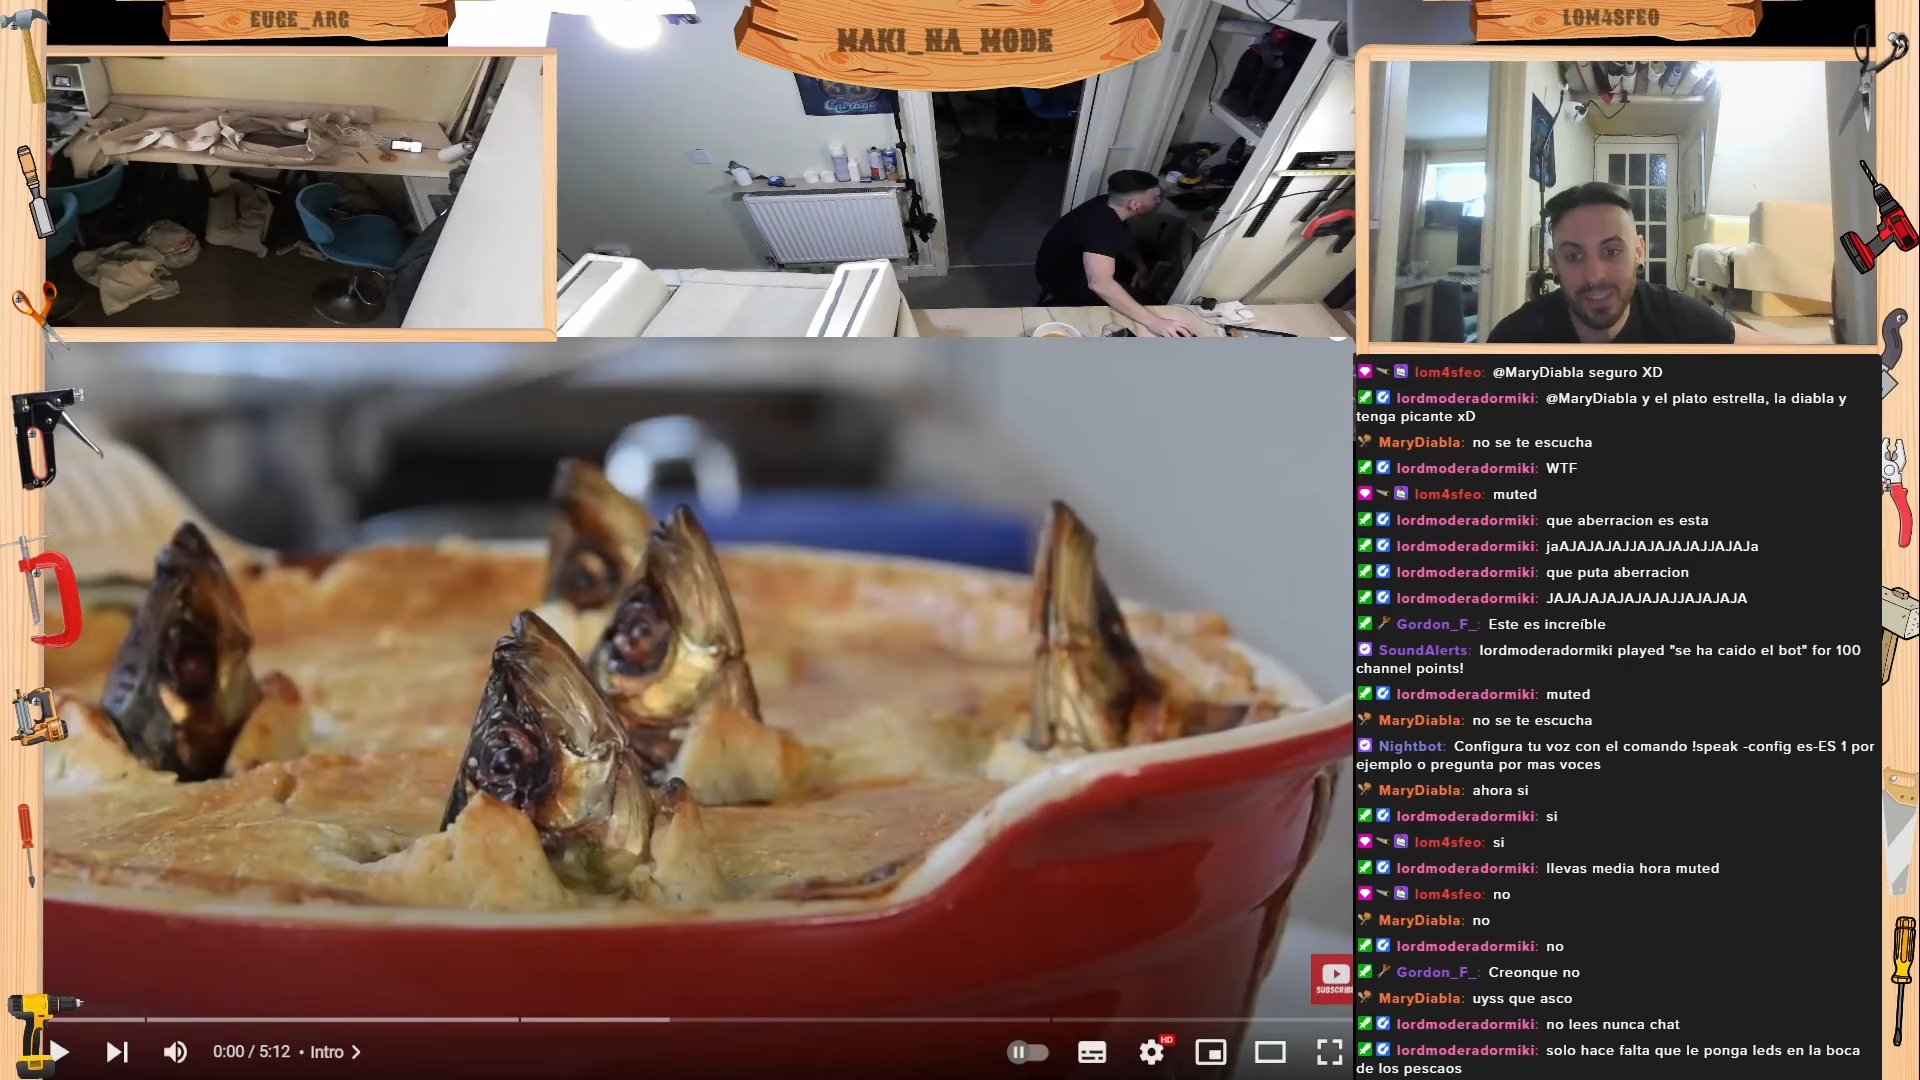 EUGE_ARG
MAKI_NA_MODE
LOM4SFEO
Garage
lom4sfeo: @MaryDiabla seguro XD
lordmoderadormiki: @MaryDiabla y el plato estrella, la diabla y
tenga picante xD
MaryDiabla: no se te escucha
lordmoderadormiki: WTF
lom4sfeo: muted
lordmoderadormiki: que aberracion es esta
lordmoderadormiki: jaAJAJAJAJJAJAJAJAJJAJAJa
lordmoderadormiki: que puta aberracion
lordmoderadormiki: JAJAJAJAJAJAJAJJAJAJAJA
Gordon_F_: Este es increíble
SoundAlerts: lordmoderadormiki played "se ha caido el bot" for 100
channel points!
lordmoderadormiki: muted
MaryDiabla: no se te escucha
Nightbot: Configura tu voz con el comando !speak -config es-ES 1 por
ejemplo o pregunta por mas voces
MaryDiabla: ahora si
lordmoderadormiki: si
lom4sfeo: si
lordmoderadormiki: llevas media hora muted
lom4sfeo: no
MaryDiabla: no
lordmoderadormiki: no
Gordon_F_: Creonque no
MaryDiabla: uyss que asco
lordmoderadormiki: no lees nunca chat
lordmoderadormiki: solo hace falta que le ponga leds en la boca
de los pescaos
SUBSCRIBE
0:00 / 5:12 • Intro
HD